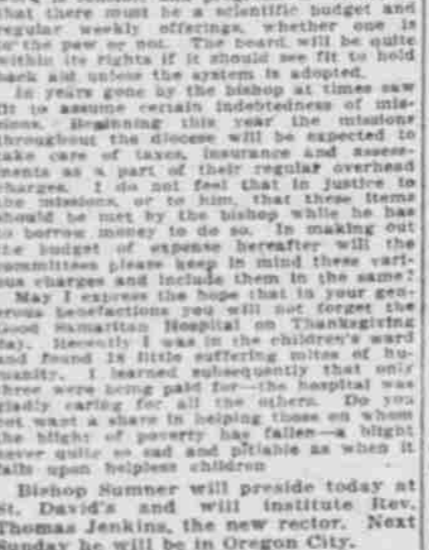 that there must be a scientific budget and
regular weekly offerings, whether one is
in the pew or not. The board will be quite
within its rights if it should see fit to hold
back aid unless the system is adopted.
In years gone by the bishop at times saw
fit to assume certain indebtedness of mis-
sions. Beginning this year the missions
throughout the diocese will be expected to
take care of taxes, insurance and assess-
ments as a part of their regular overhead
charges. I do not feel that in justice to
the missions, or to him, that these items
should be met by the bishop while he has
to borrow money to do so. In making out
the budget of expense hereafter will the
committees please keep in mind these vari-
ous charges and include them in the same?
May I express the hope that in your gen-
erous benefactions you will not forget the
Good Samaritan Hospital on Thanksgiving
day. Recently I was in the children's ward
and found 18 little suffering mites of hu-
manity. I learned subsequently that only
three were being paid for—the hospital was
gladly caring for all the others. Do you
not want a share in helping those on whom
the blight of poverty has fallen—a blight
never quite so sad and pitiable as when it
falls upon helpless children
Bishop Sumner will preside today at
St. David's and will institute Rev.
Thomas Jenkins, the new rector. Next
Sunday he will be in Oregon City.